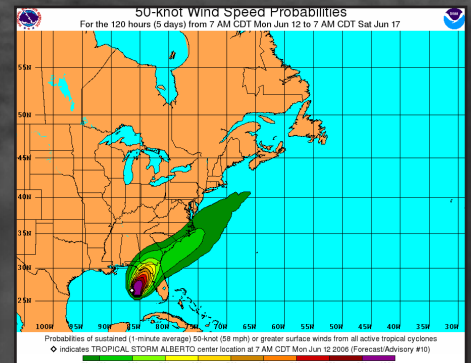 50-knot Wind Speed Probabilities
For the 120 hours (5 days) from 7 AM CDT Mon Jun 12 to 7 AM CDT Sat Jun 17
55N
50N
45N
40N
35N
30N
25N
100W 95W 90W 85W 80W 75W 70W 65W 60W 55W 50W 45W 40W 35W 30W
Probabilities of sustained (1-minute average) 50-knot (58 mph) or greater surface winds from all active tropical cyclones
indicates TROPICAL STORM ALBERTO center location at 7 AM CDT Mon Jun 12 2006 (Forecast/Advisory #10)